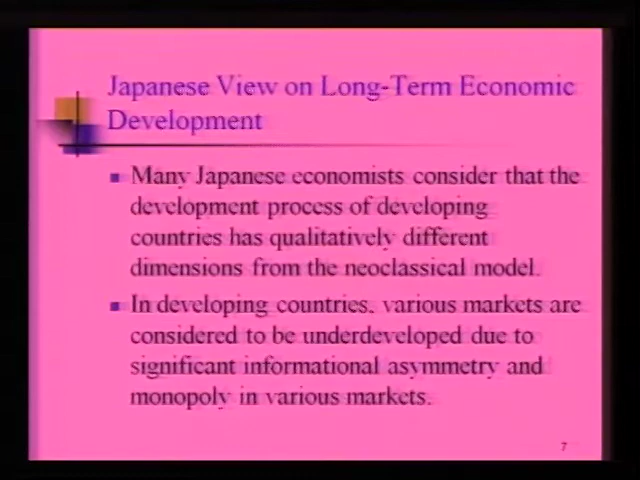 Japanese View on Long-Term Economic
Development
Many Japanese economists consider that the
development process of developing
countries has qualitatively different
dimensions from the neoclassical model.
In developing countries, various markets are
considered to be underdeveloped due to
significant informational asymmetry and
monopoly in various markets.
7